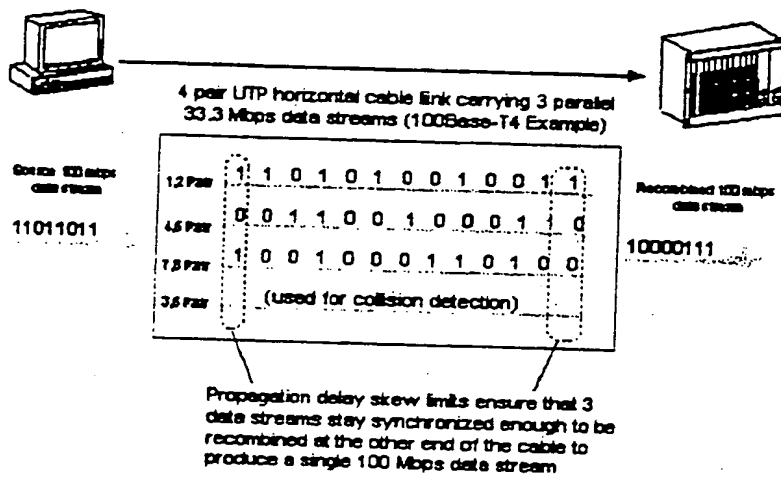 4 pair UTP horizontal cable link carrying 3 parallel
33.3 Mbps data streams (100Base-T4 Example)
Source 100 mbps
data stream
11011011
1,2 Pair 1 1 0 1 0 1 0 0 1 0 0 1 1
4,5 Pair 0 0 1 1 0 0 1 0 0 0 1 1 0
7,8 Pair 1 0 0 1 0 0 0 1 1 0 1 0 0
3,6 Pair (used for collision detection)
Recombined 100 mbps
data stream
10000111
Propagation delay skew limits ensure that 3
data streams stay synchronized enough to be
recombined at the other end of the cable to
produce a single 100 Mbps data stream